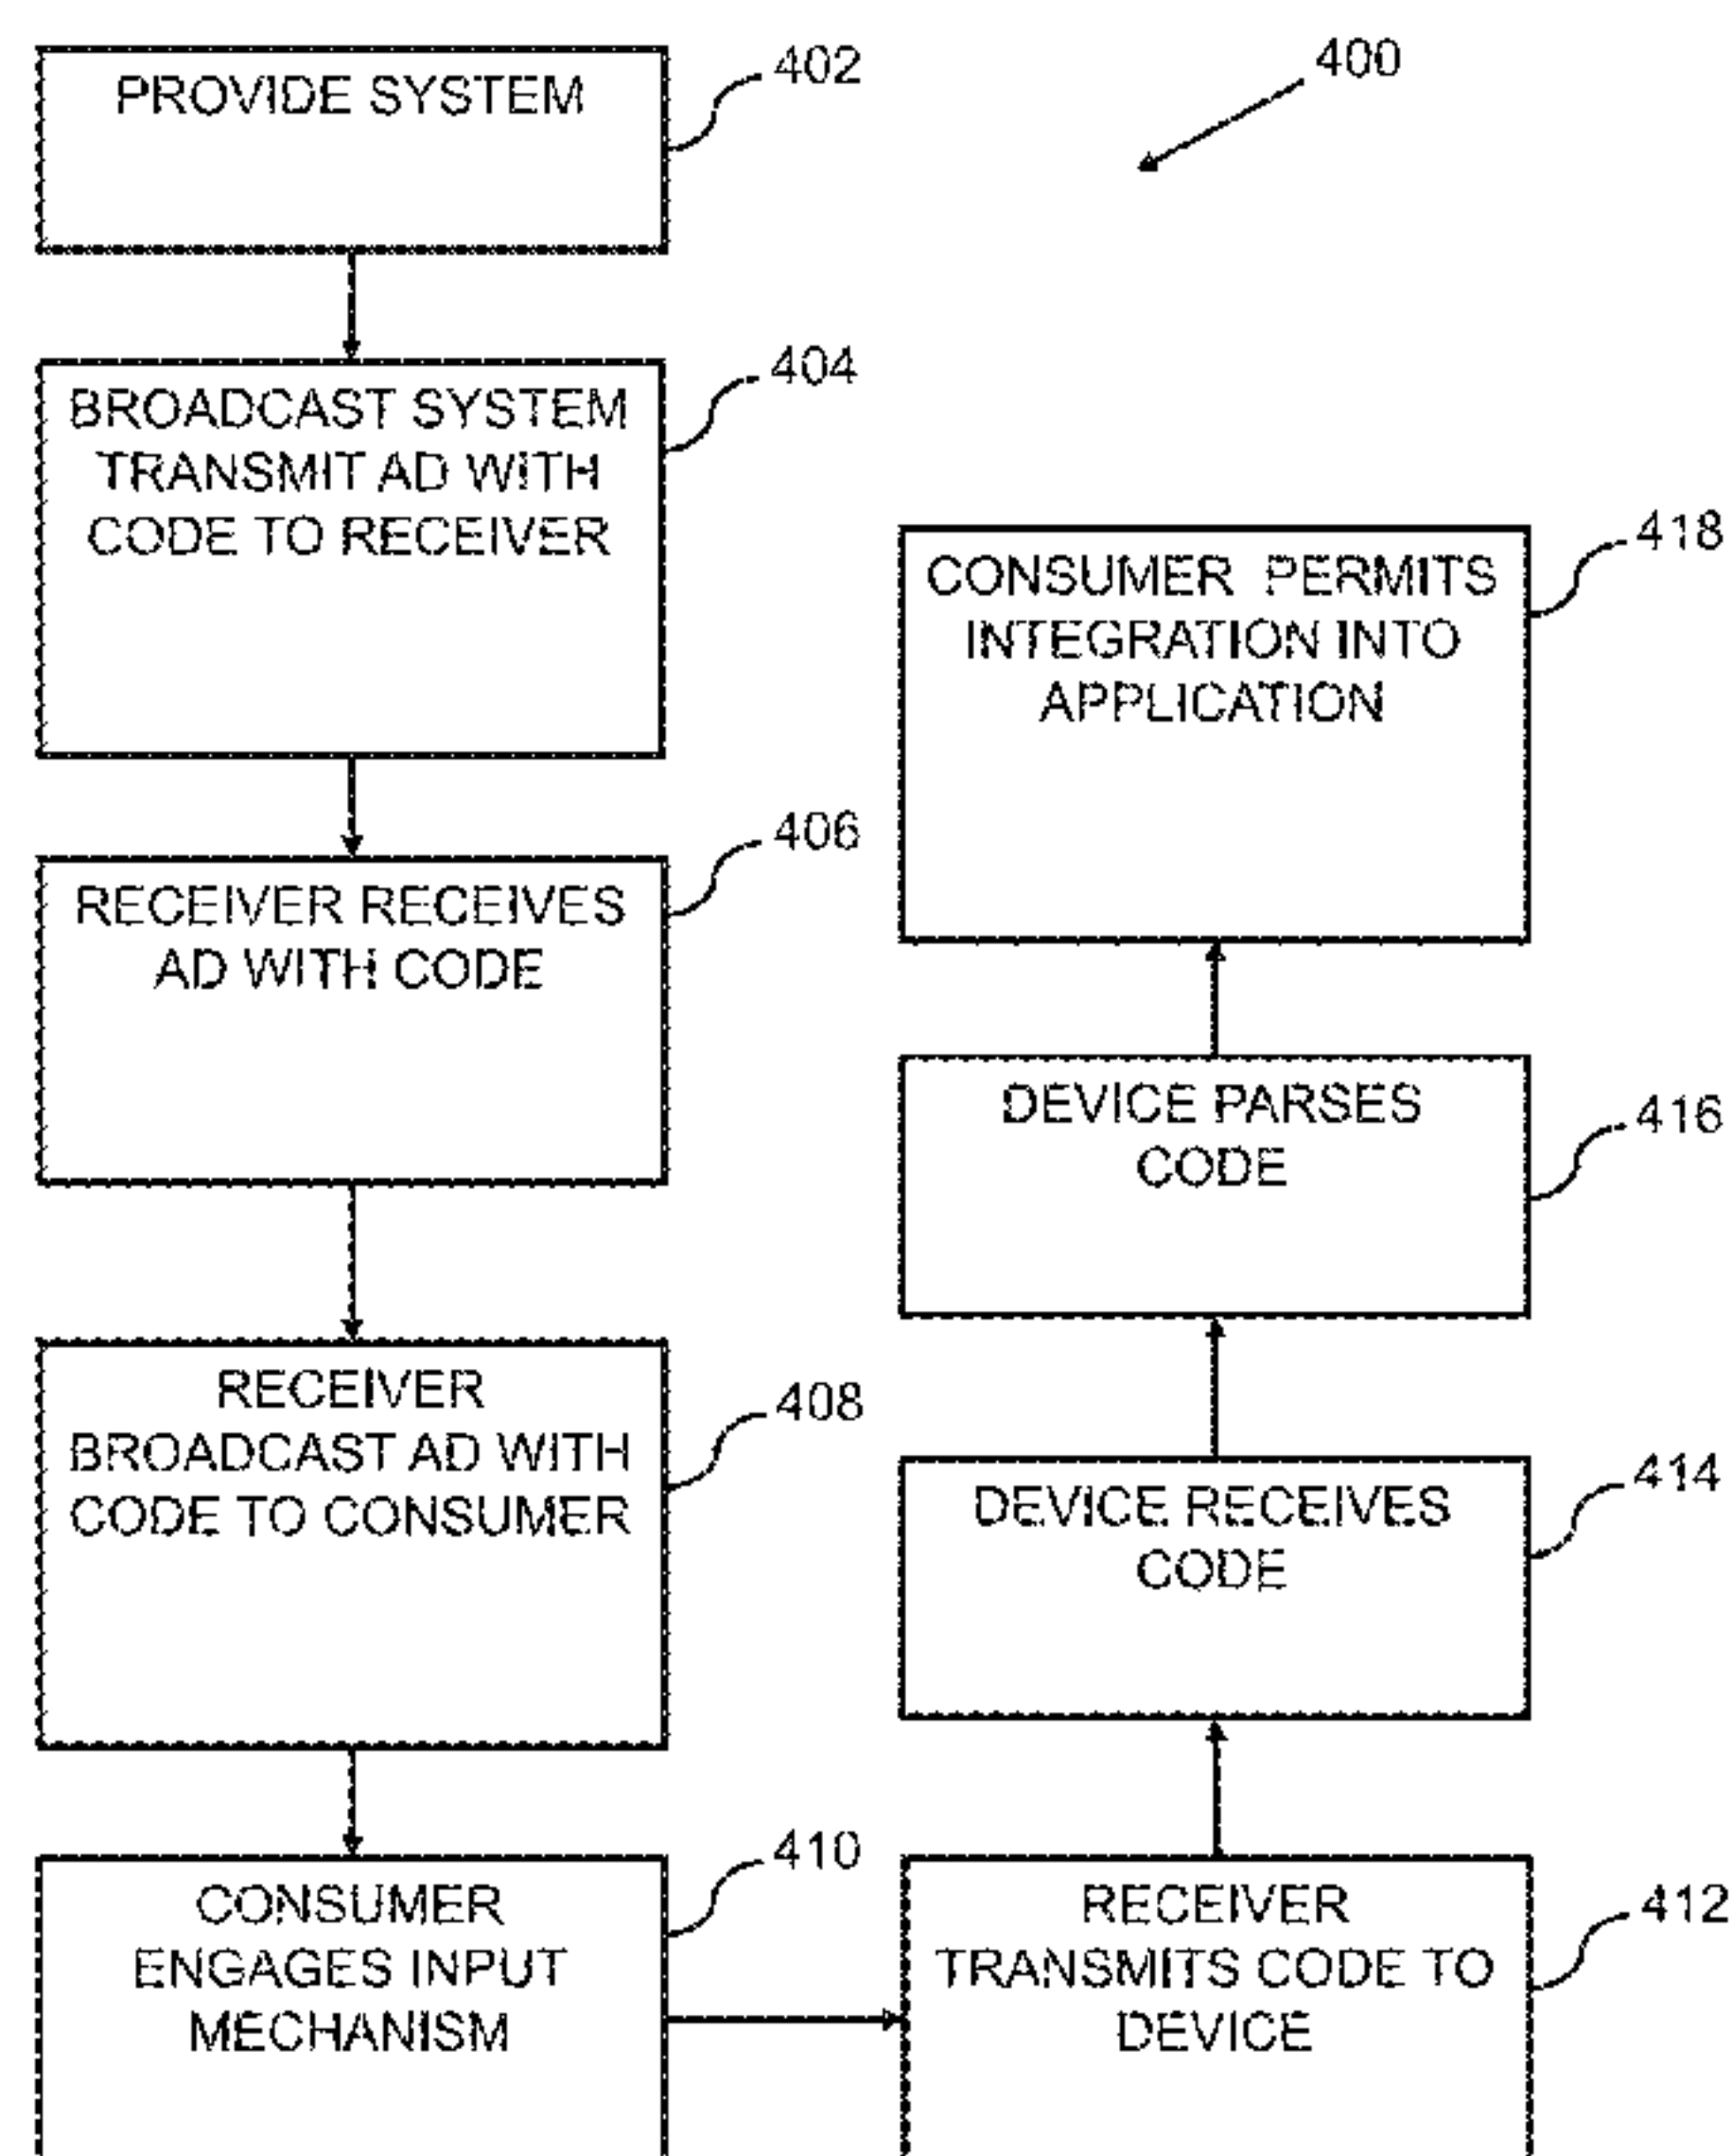 PROVIDE SYSTEM
402
400
BROADCAST SYSTEM
TRANSMIT AD WITH
CODE TO RECEIVER
404
RECEIVER RECEIVES
AD WITH CODE
406
RECEIVER
BROADCAST AD WITH
CODE TO CONSUMER
408
CONSUMER
ENGAGES INPUT
MECHANISM
410
RECEIVER
TRANSMITS CODE TO
DEVICE
412
DEVICE RECEIVES
CODE
414
DEVICE PARSES
CODE
416
CONSUMER PERMITS
INTEGRATION INTO
APPLICATION
418